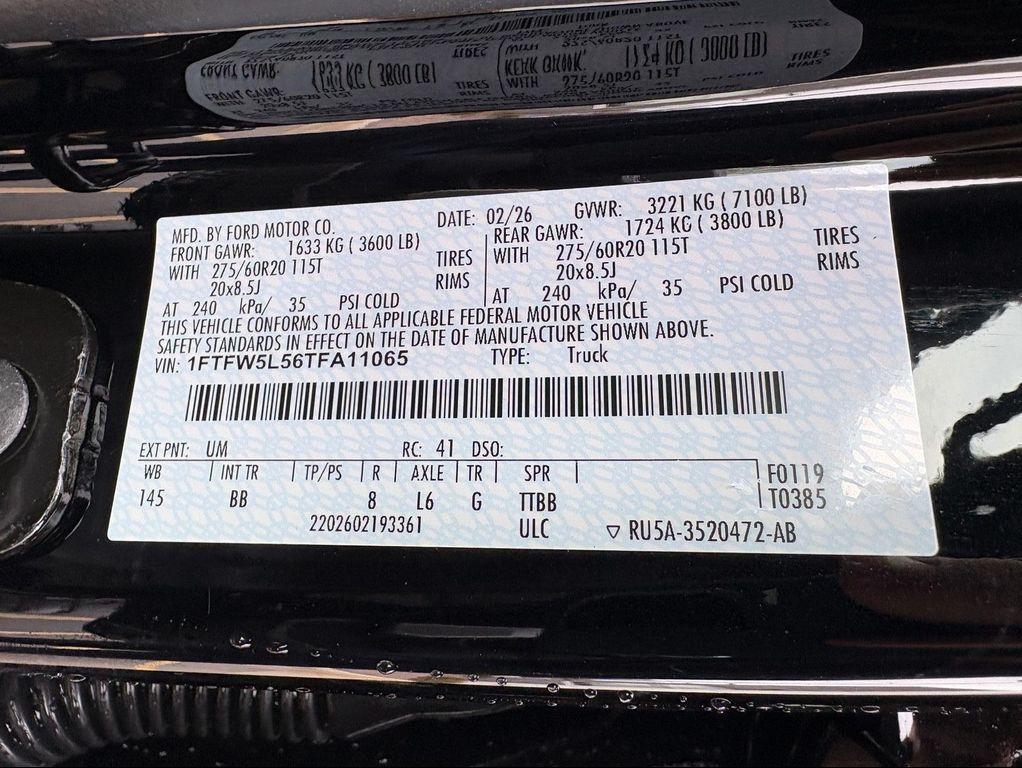 MFD. BY FORD MOTOR CO. DATE: 02/26 GVWR: 3221 KG ( 7100 LB)
FRONT GAWR: 1633 KG ( 3600 LB) REAR GAWR: 1724 KG ( 3800 LB)
WITH 275/60R20 115T TIRES WITH 275/60R20 115T TIRES
20x8.5J RIMS 20x8.5J RIMS
AT 240 kPa/ 35 PSI COLD AT 240 kPa/ 35 PSI COLD
THIS VEHICLE CONFORMS TO ALL APPLICABLE FEDERAL MOTOR VEHICLE
SAFETY STANDARDS IN EFFECT ON THE DATE OF MANUFACTURE SHOWN ABOVE.
VIN: 1FTFW5L56TFA11065 TYPE: Truck
EXT PNT: UM RC: 41 DSO:
WB INT TR TP/PS R AXLE TR SPR F0119
145 BB 8 L6 G TTBB T0385
2202602193361 ULC ▽ RU5A-3520472-AB